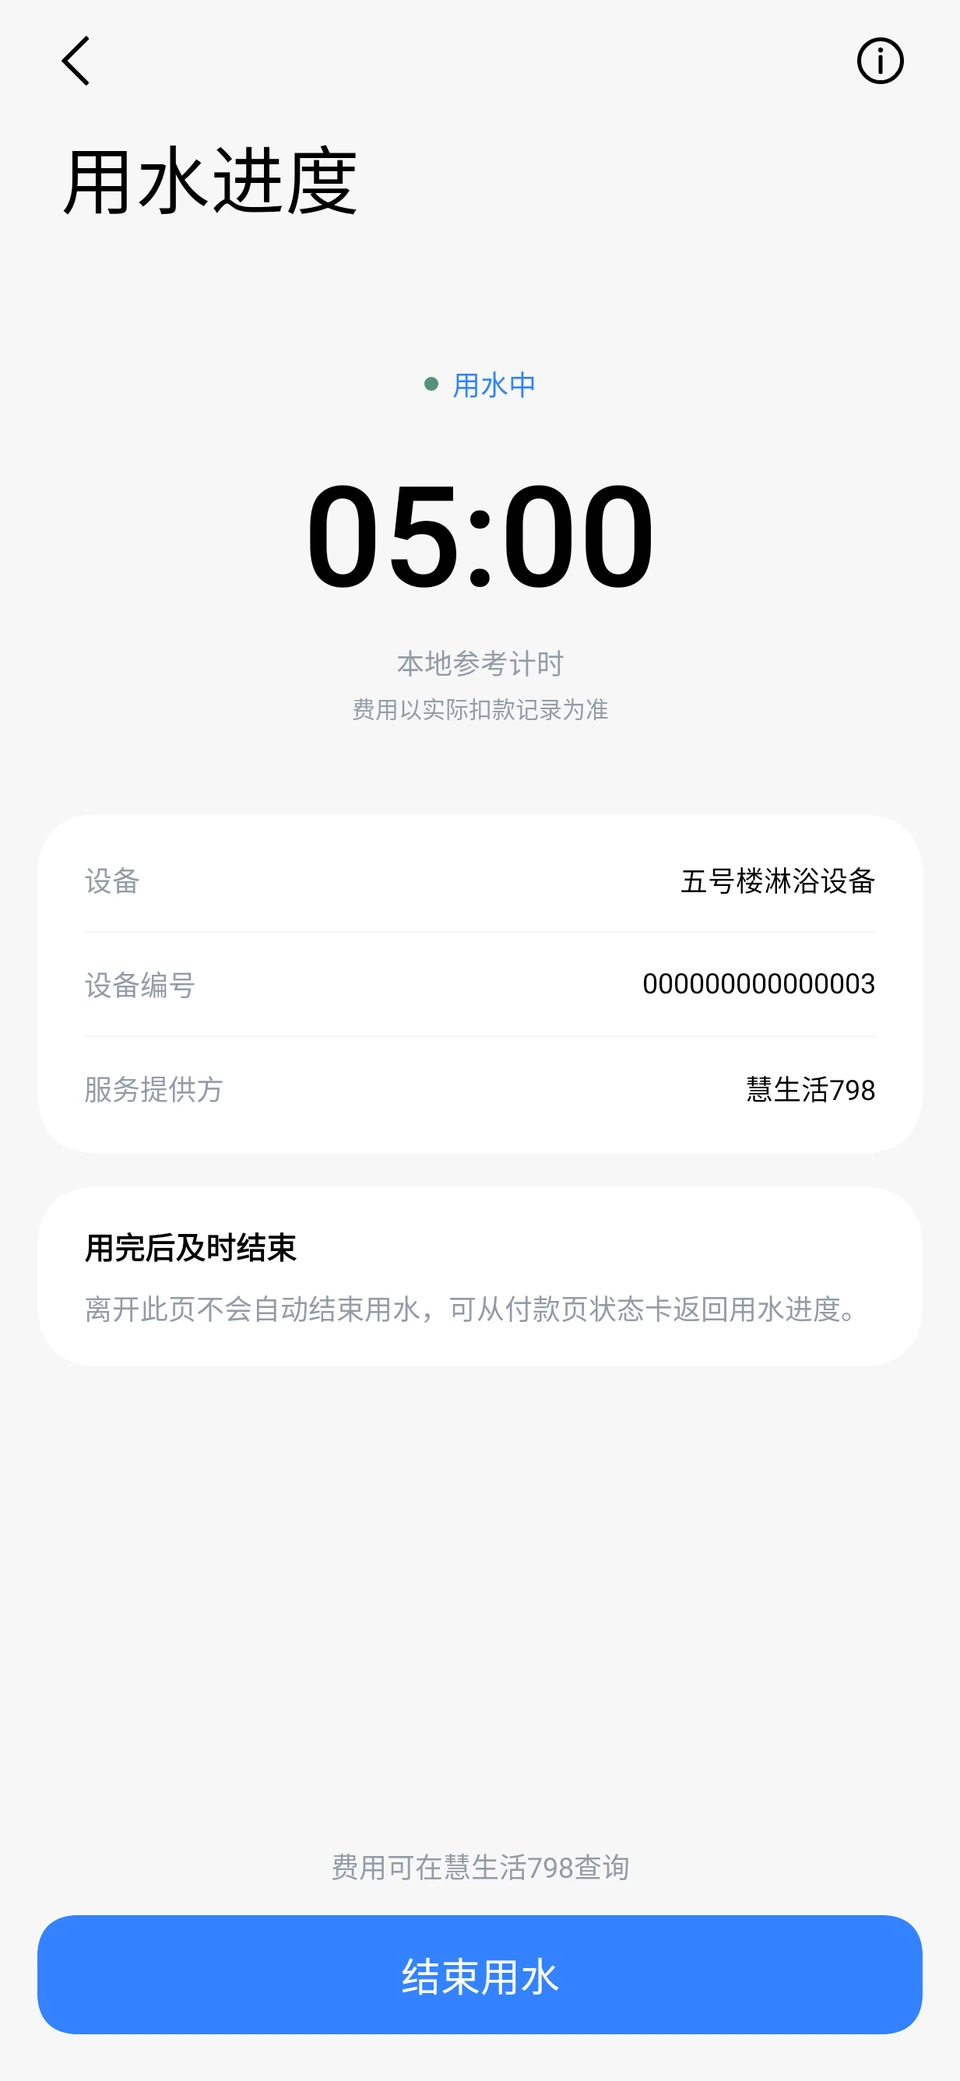 用水进度
用水中
05:00
本地参考计时
费用以实际扣款记录为准
设备
五号楼淋浴设备
设备编号
000000000000003
服务提供方
慧生活798
用完后及时结束
离开此页不会自动结束用水，可从付款页状态卡返回用水进度。
费用可在慧生活798查询
结束用水